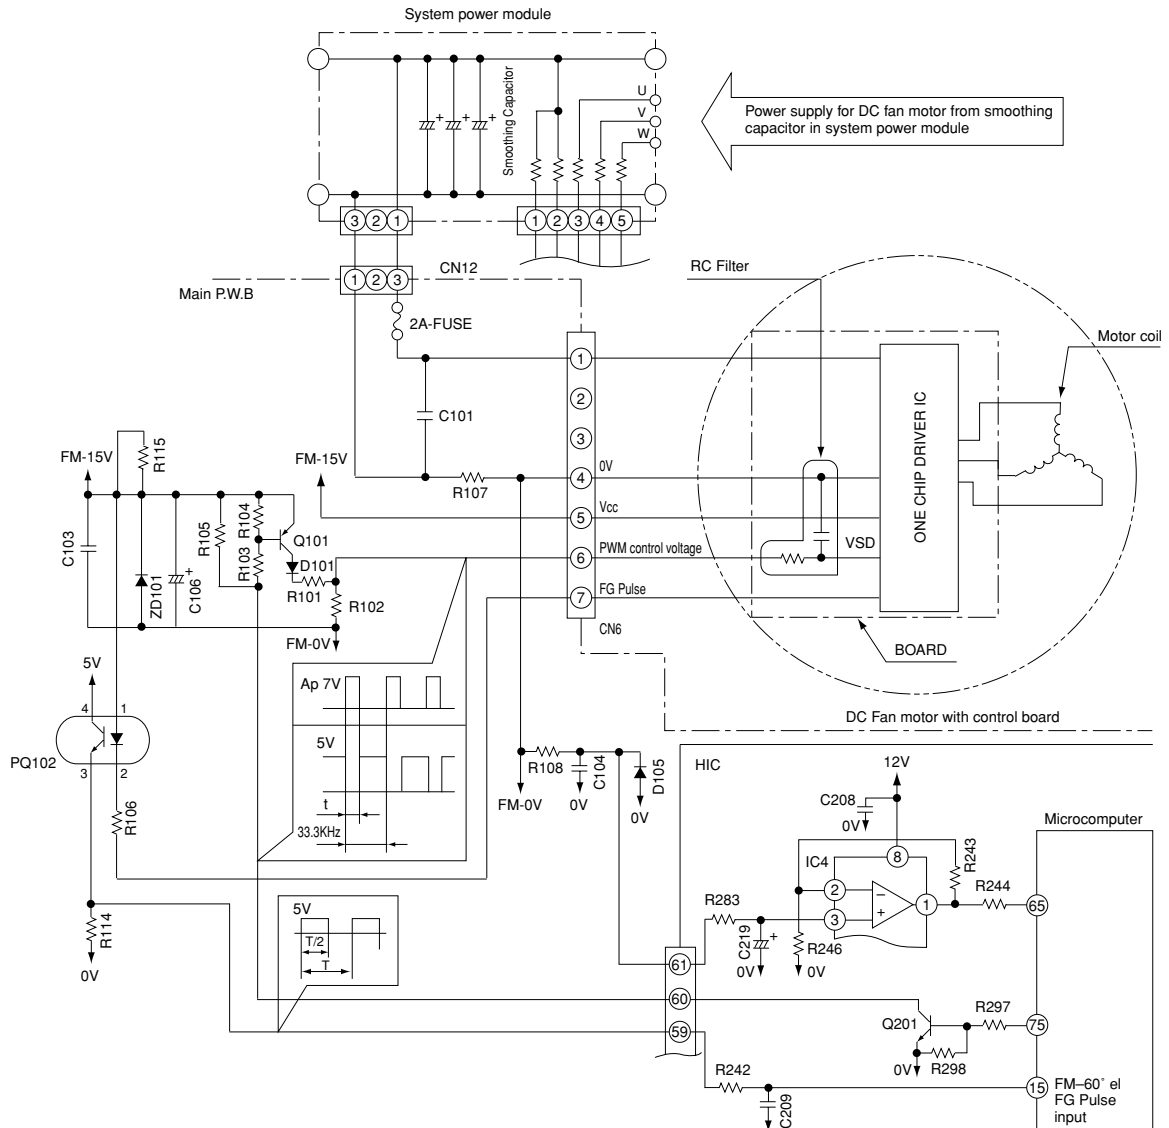 System power module
U
V
W
+
+
+
Smoothing Capacitor
Power supply for DC fan motor from smoothing
capacitor in system power module
3 2 1
1 2 3 4 5
CN12
1 2 3
Main P.W.B
2A-FUSE
RC Filter
Motor coil
1
2
3
4
5
6
7
C101
R115
FM-15V
FM-15V
R107
0V
Vcc
PWM control voltage
FG Pulse
CN6
VSD
ONE CHIP DRIVER IC
BOARD
C103
ZD101
C106
+
R105
R104
R103
Q101
D101
R101
R102
FM-0V
5V
4
1
PQ102
3
2
R106
R114
0V
Ap 7V
5V
t
33.3KHz
5V
T/2
T
DC Fan motor with control board
R108
C104
D105
FM-0V
0V
0V
HIC
12V
C208
0V
Microcomputer
IC4
8
2
3
1
−
+
R243
R244
65
R283
C219
+
0V
R246
0V
61
60
59
Q201
R297
75
0V
R298
R242
C209
15
FM–60˚ el
FG Pulse
input